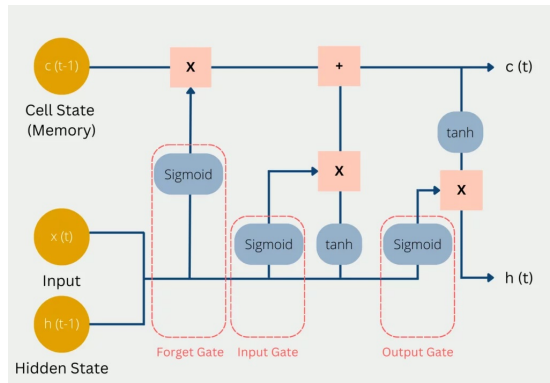 c (t-1)
X
+
c (t)
Cell State
(Memory)
tanh
Sigmoid
X
X
x (t)
Sigmoid
tanh
Sigmoid
Input
h (t)
h (t-1)
Forget Gate
Input Gate
Output Gate
Hidden State